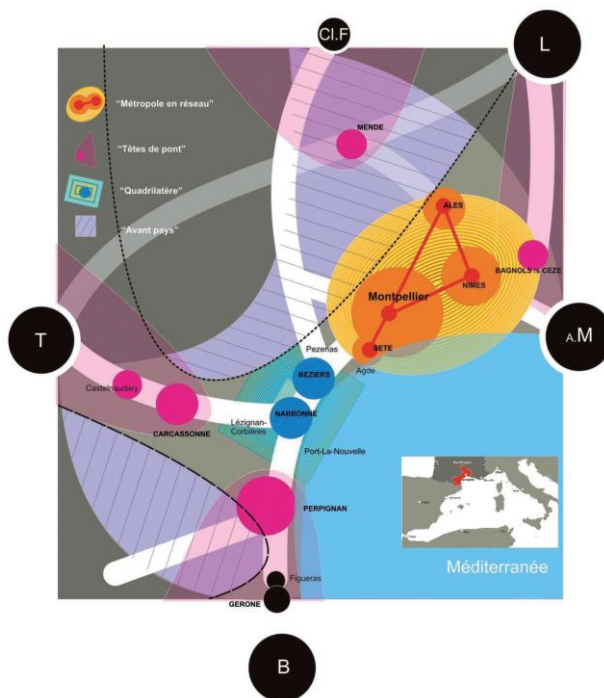 Cl.F
L
"Métropole en réseau"
"Têtes de pont"
"Quadrilatère"
"Avant pays"
MENDE
ALES
BAGNOLS /s CEZE
NÎMES
Montpellier
T
A.M
SETE
Pezenas
Agde
BEZIERS
Castelnaudary
CARCASSONNE
NARBONNE
Lézignan-
Corbières
Port-La-Nouvelle
PERPIGNAN
Figueras
GERONE
Méditerranée
B